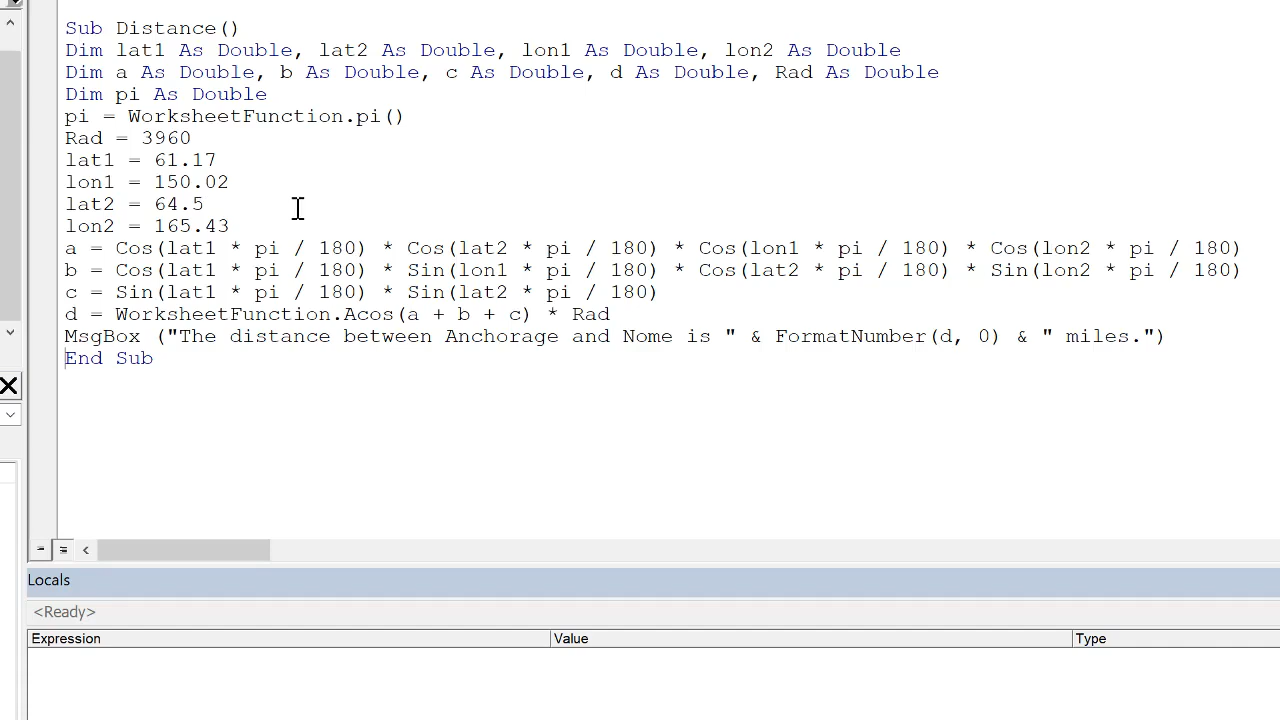 Sub Distance()
Dim lat1 As Double, lat2 As Double, lon1 As Double, lon2 As Double
Dim a As Double, b As Double, c As Double, d As Double, Rad As Double
Dim pi As Double
pi = WorksheetFunction.pi()
Rad = 3960
lat1 = 61.17
lon1 = 150.02
lat2 = 64.5
lon2 = 165.43
a = Cos(lat1 * pi / 180) * Cos(lat2 * pi / 180) * Cos(lon1 * pi / 180) * Cos(lon2 * pi / 180)
b = Cos(lat1 * pi / 180) * Sin(lon1 * pi / 180) * Cos(lat2 * pi / 180) * Sin(lon2 * pi / 180)
c = Sin(lat1 * pi / 180) * Sin(lat2 * pi / 180)
d = WorksheetFunction.Acos(a + b + c) * Rad
MsgBox ("The distance between Anchorage and Nome is " & FormatNumber(d, 0) & " miles.")
End Sub
Locals
<Ready>
Expression Value Type